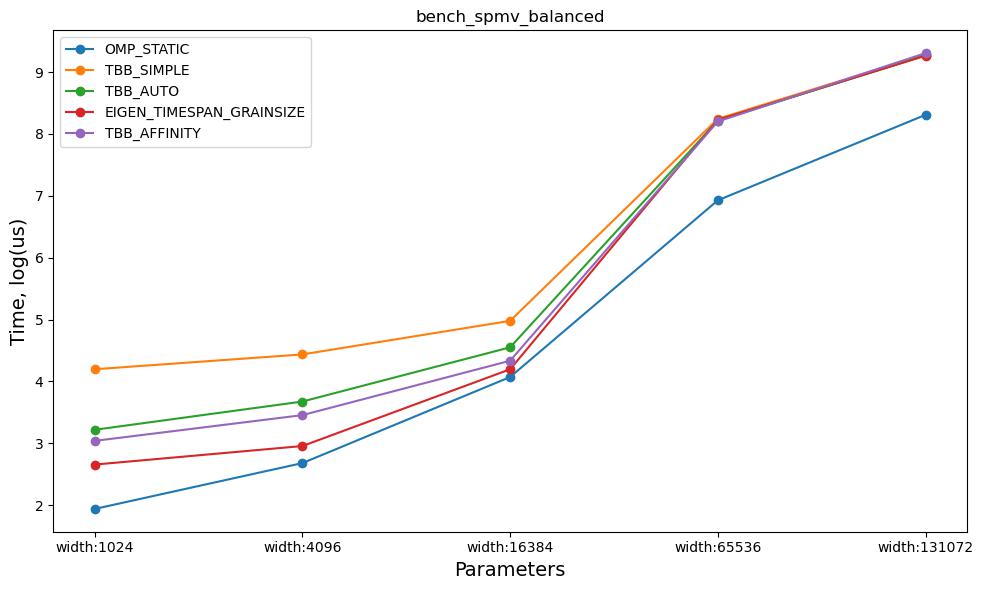 bench_spmv_balanced
OMP_STATIC
TBB_SIMPLE
TBB_AUTO
EIGEN_TIMESPAN_GRAINSIZE
TBB_AFFINITY
Time, log(us)
9
8
7
6
5
4
3
2
width:1024 width:4096 width:16384 width:65536 width:131072
Parameters